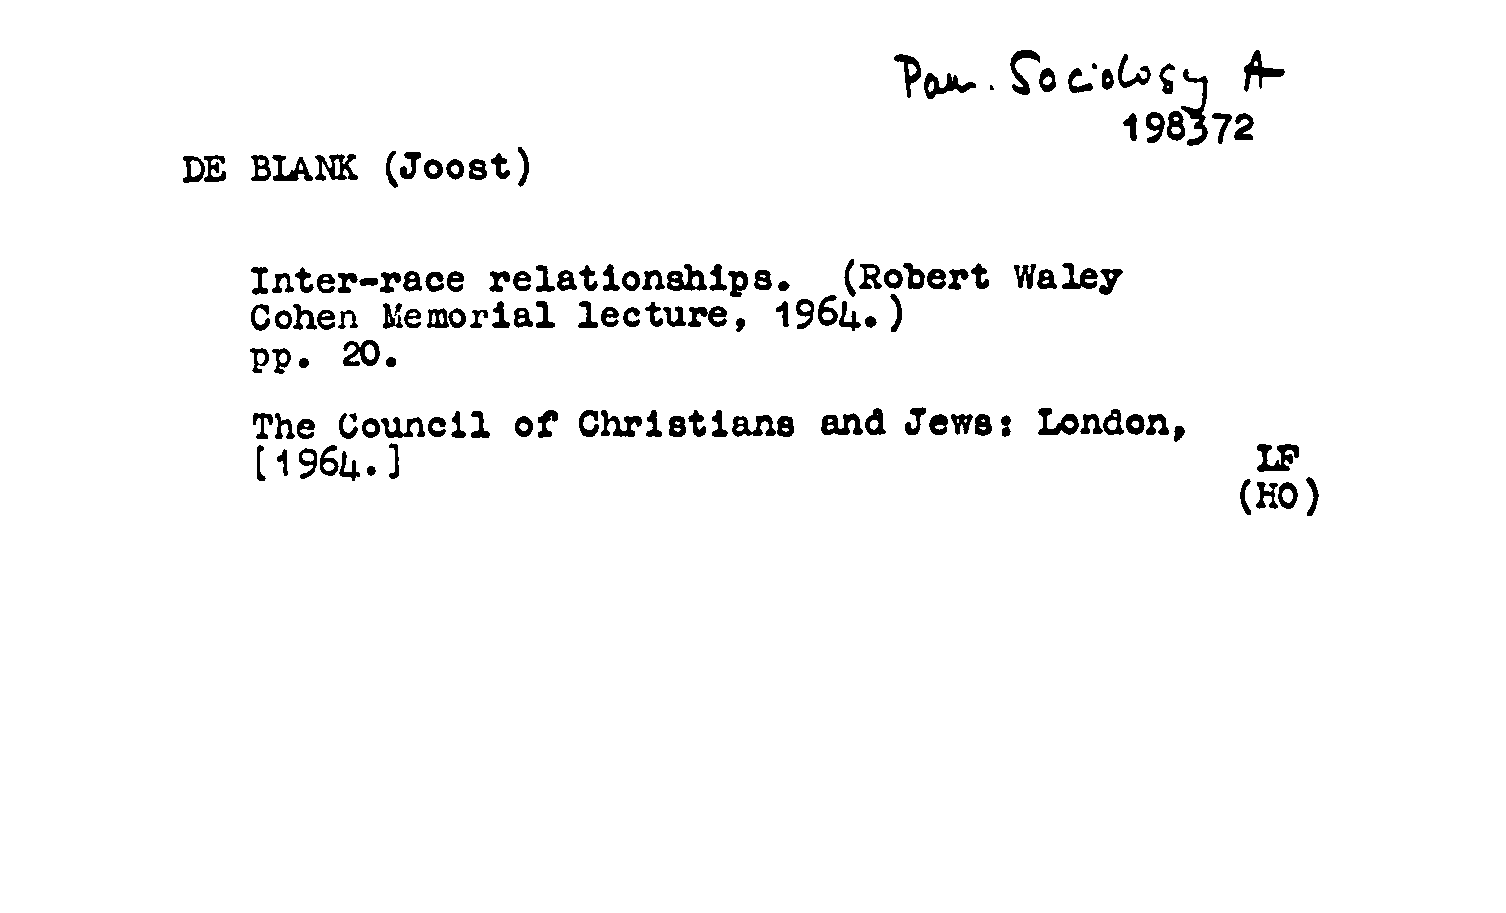 Pam. Sociology A
198372
DE BLANK (Joost)
Inter-race relationships. (Robert Waley
Cohen Memorial lecture, 1964.)
pp. 20.
The Council of Christians and Jews: London,
[1964.]
LF
(HO)